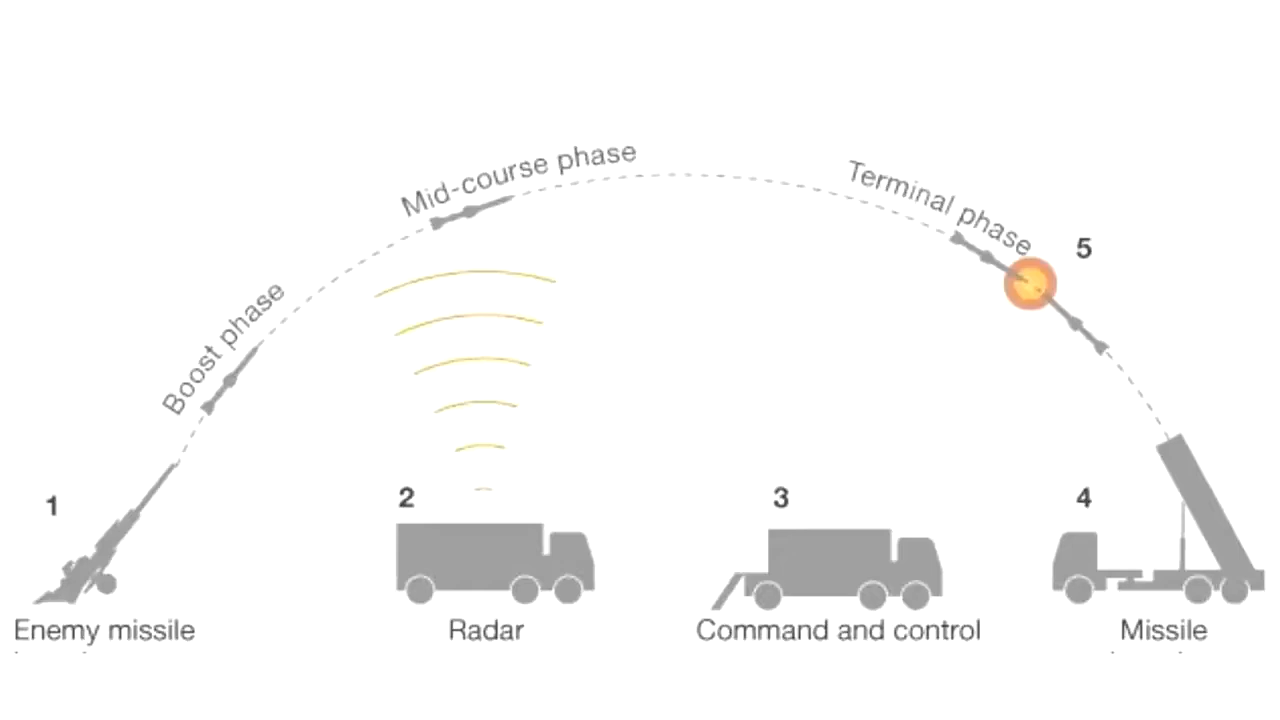 Mid-course phase
Terminal phase
5
Boost phase
1
2
3
4
Enemy missile
Radar
Command and control
Missile